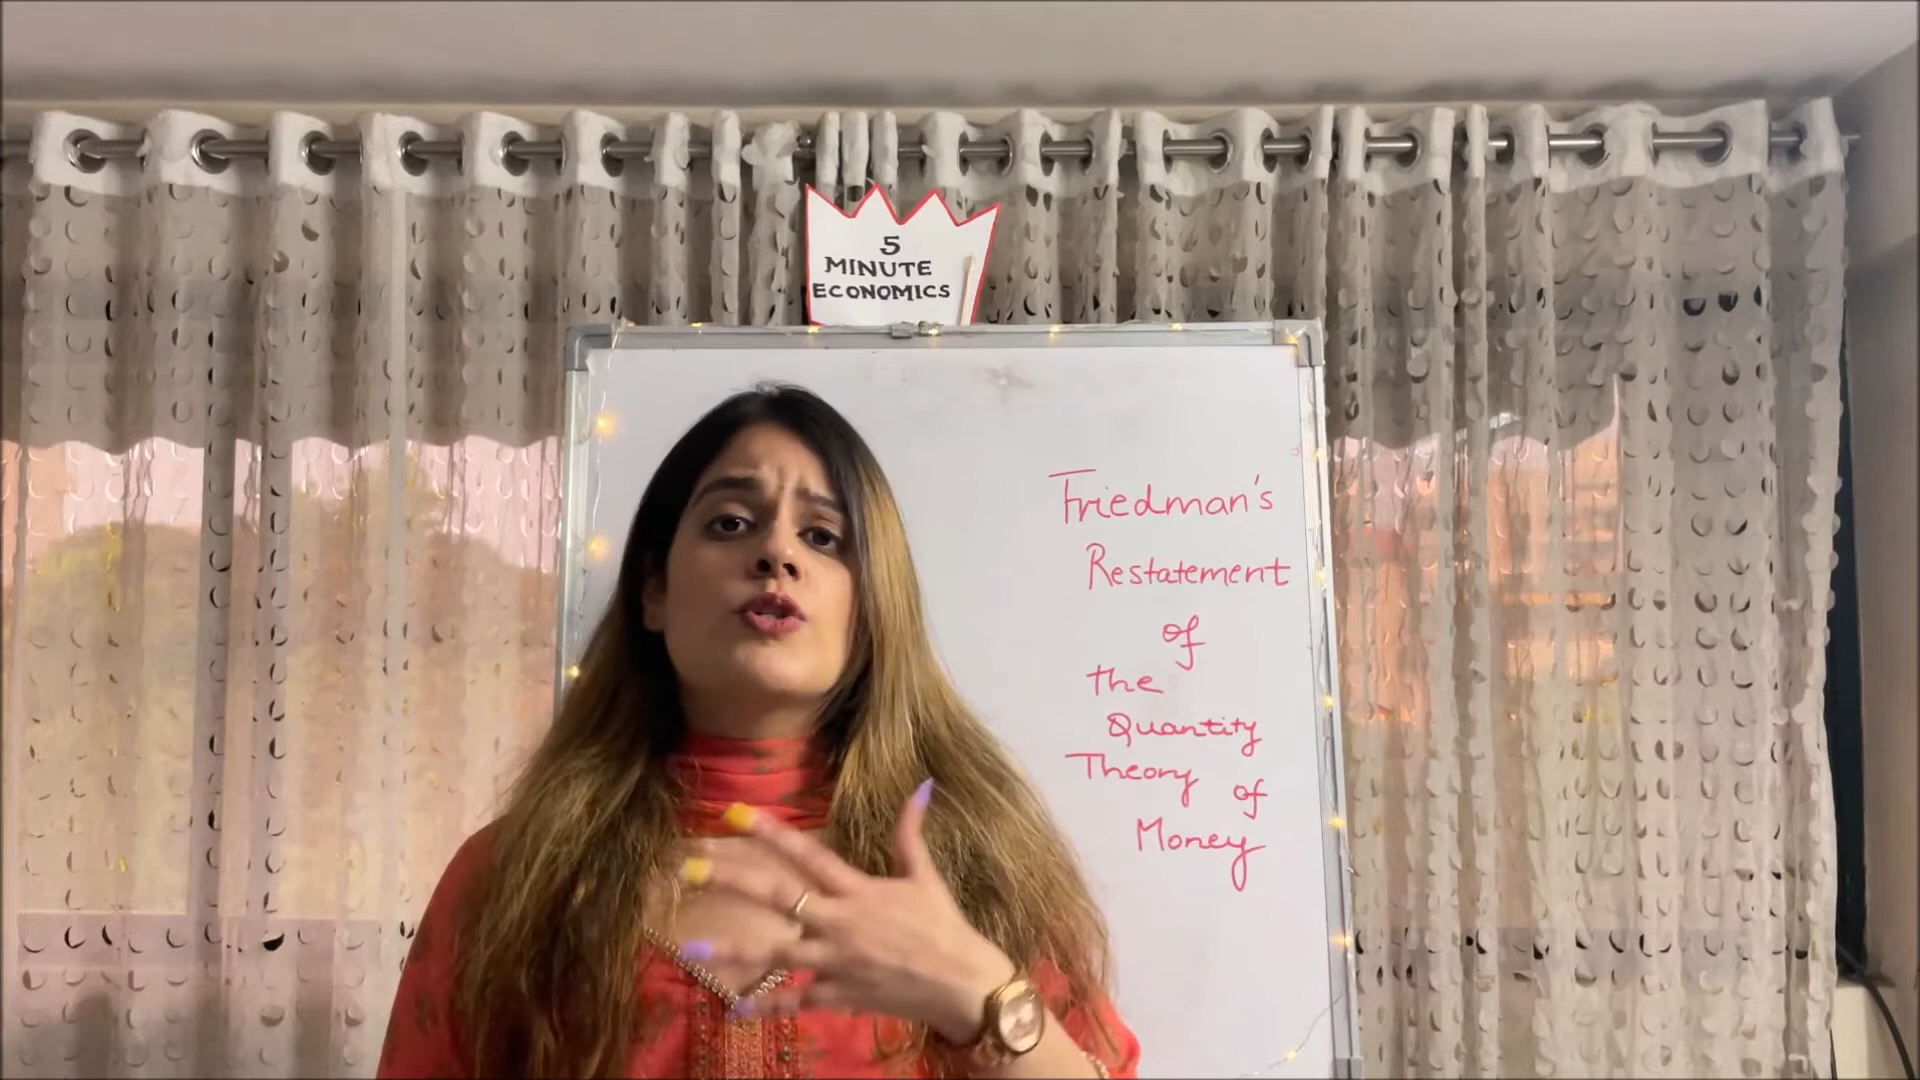 5
MINUTE
ECONOMICS
Friedman's
Restatement
of
the
Quantity
Theory of
Money